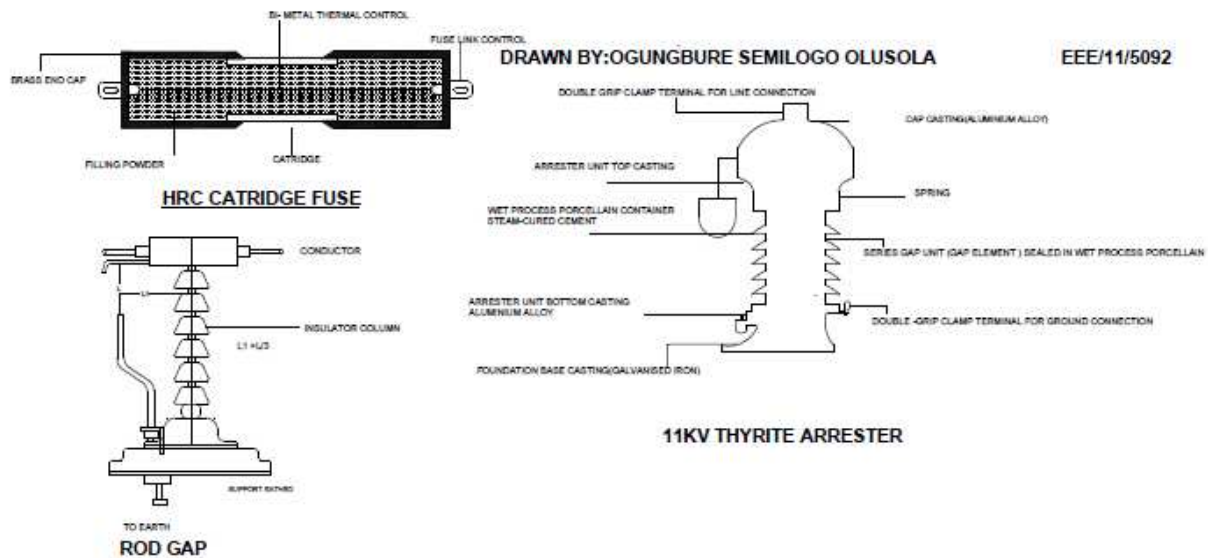 BI- METAL THERMAL CONTROL
FUSE LINK CONTROL
BRASS END CAP
FILLING POWDER
CATRIDGE
HRC CATRIDGE FUSE
DRAWN BY:OGUNGBURE SEMILOGO OLUSOLA
EEE/11/5092
DOUBLE GRIP CLAMP TERMINAL FOR LINE CONNECTION
CAP CASTING(ALUMINIUM ALLOY)
ARRESTER UNIT TOP CASTING
SPRING
WET PROCESS PORCELLAIN CONTAINER
STEAM-CURED CEMENT
SERIES GAP UNIT (GAP ELEMENT ) SEALED IN WET PROCESS PORCELLAIN
ARRESTER UNIT BOTTOM CASTING
ALUMINIUM ALLOY
DOUBLE -GRIP CLAMP TERMINAL FOR GROUND CONNECTION
FOUNDATION BASE CASTING(GALVANISED IRON)
11KV THYRITE ARRESTER
CONDUCTOR
L
L1
INSULATOR COLUMN
L1 =L/3
TO EARTH
ROD GAP